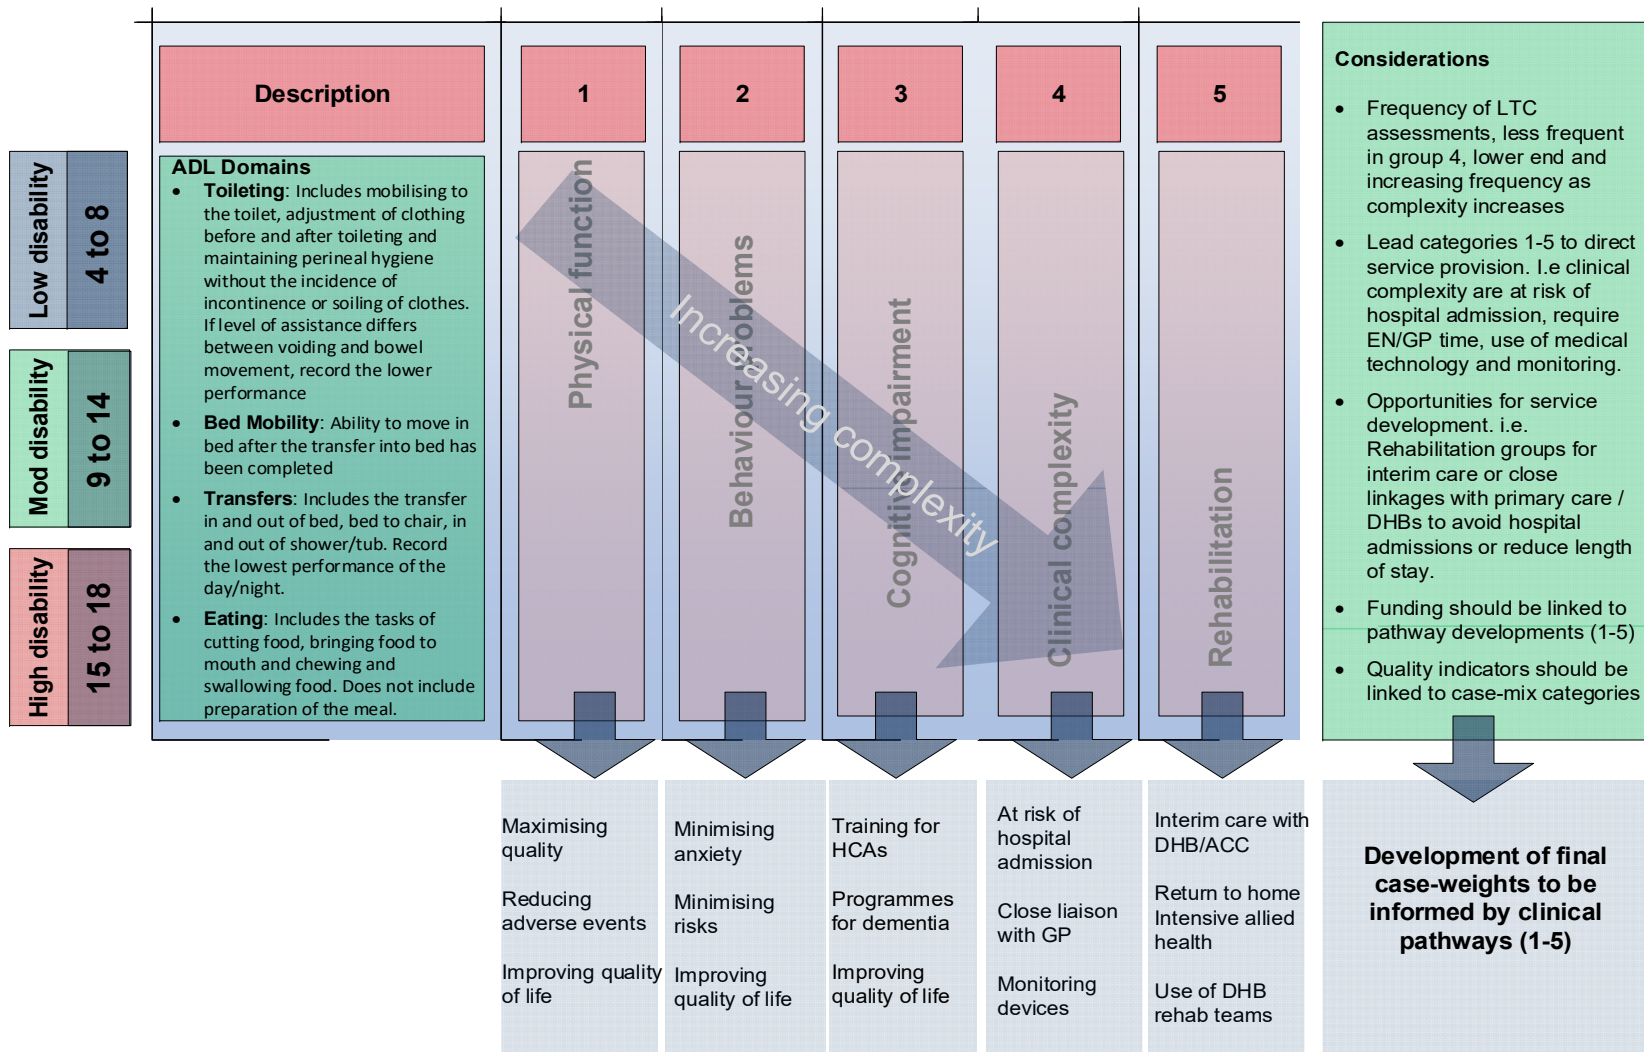 Description
1
2
3
4
5
Low disability
4 to 8
Mod disability
9 to 14
High disability
15 to 18
ADL Domains
• Toileting: Includes mobilising to
the toilet, adjustment of clothing
before and after toileting and
maintaining perineal hygiene
without the incidence of
incontinence or soiling of clothes.
If level of assistance differs
between voiding and bowel
movement, record the lower
performance
• Bed Mobility: Ability to move in
bed after the transfer into bed has
been completed
• Transfers: Includes the transfer
in and out of bed, bed to chair, in
and out of shower/tub. Record
the lowest performance of the
day/night.
• Eating: Includes the tasks of
cutting food, bringing food to
mouth and chewing and
swallowing food. Does not include
preparation of the meal.
Physical function
Behaviour problems
Cognitive impairment
Clinical complexity
Rehabilitation
Increasing complexity
Considerations
• Frequency of LTC
assessments, less frequent
in group 4, lower end and
increasing frequency as
complexity increases
• Lead categories 1-5 to direct
service provision. I.e clinical
complexity are at risk of
hospital admission, require
EN/GP time, use of medical
technology and monitoring.
• Opportunities for service
development. i.e.
Rehabilitation groups for
interim care or close
linkages with primary care /
DHBs to avoid hospital
admissions or reduce length
of stay.
• Funding should be linked to
pathway developments (1-5)
• Quality indicators should be
linked to case-mix categories
Maximising
quality
Reducing
adverse events
Improving quality
of life
Minimising
anxiety
Minimising
risks
Improving
quality of life
Training for
HCAs
Programmes
for dementia
Improving
quality of life
At risk of
hospital
admission
Close liaison
with GP
Monitoring
devices
Interim care with
DHB/ACC
Return to home
Intensive allied
health
Use of DHB
rehab teams
Development of final
case-weights to be
informed by clinical
pathways (1-5)